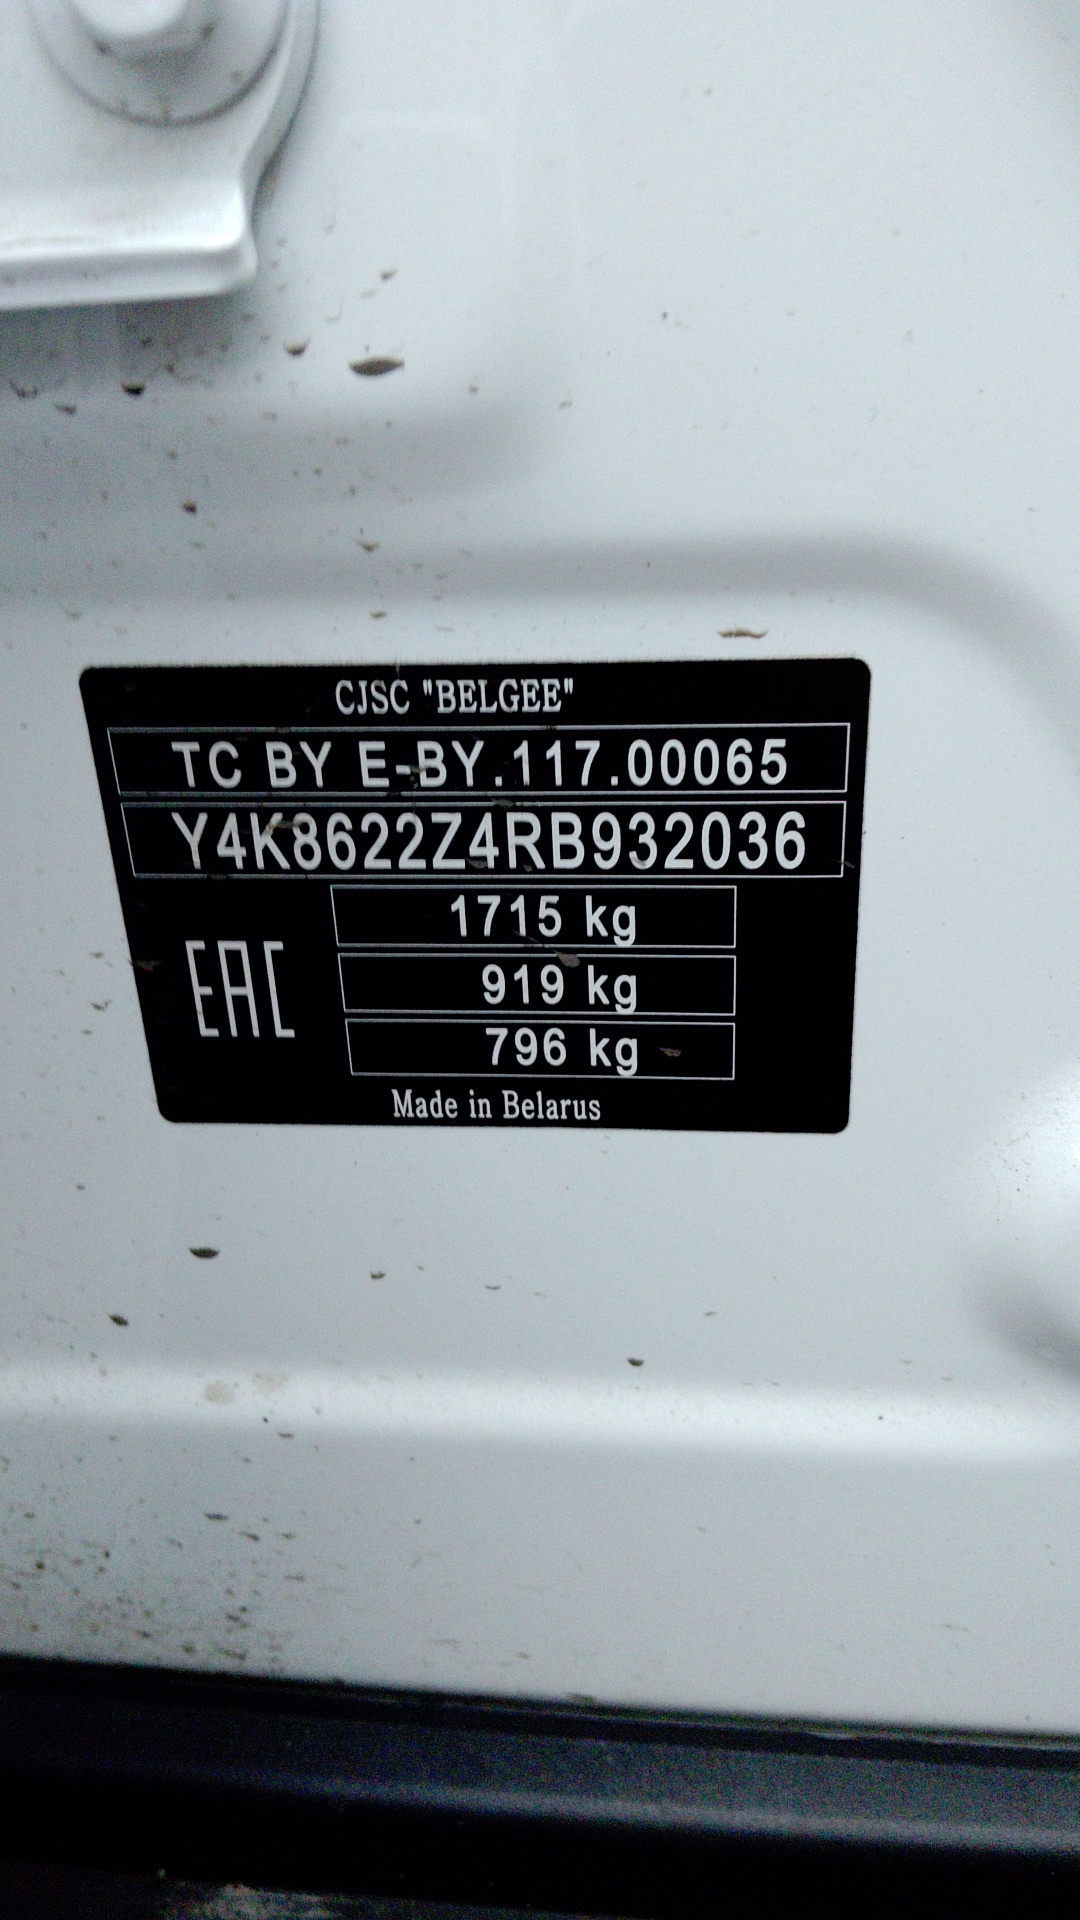 CJSC "BELGEE"
TC BY E-BY.117.00065
Y4K8622Z4RB932036
1715 kg
919 kg
EAC
796 kg
Made in Belarus